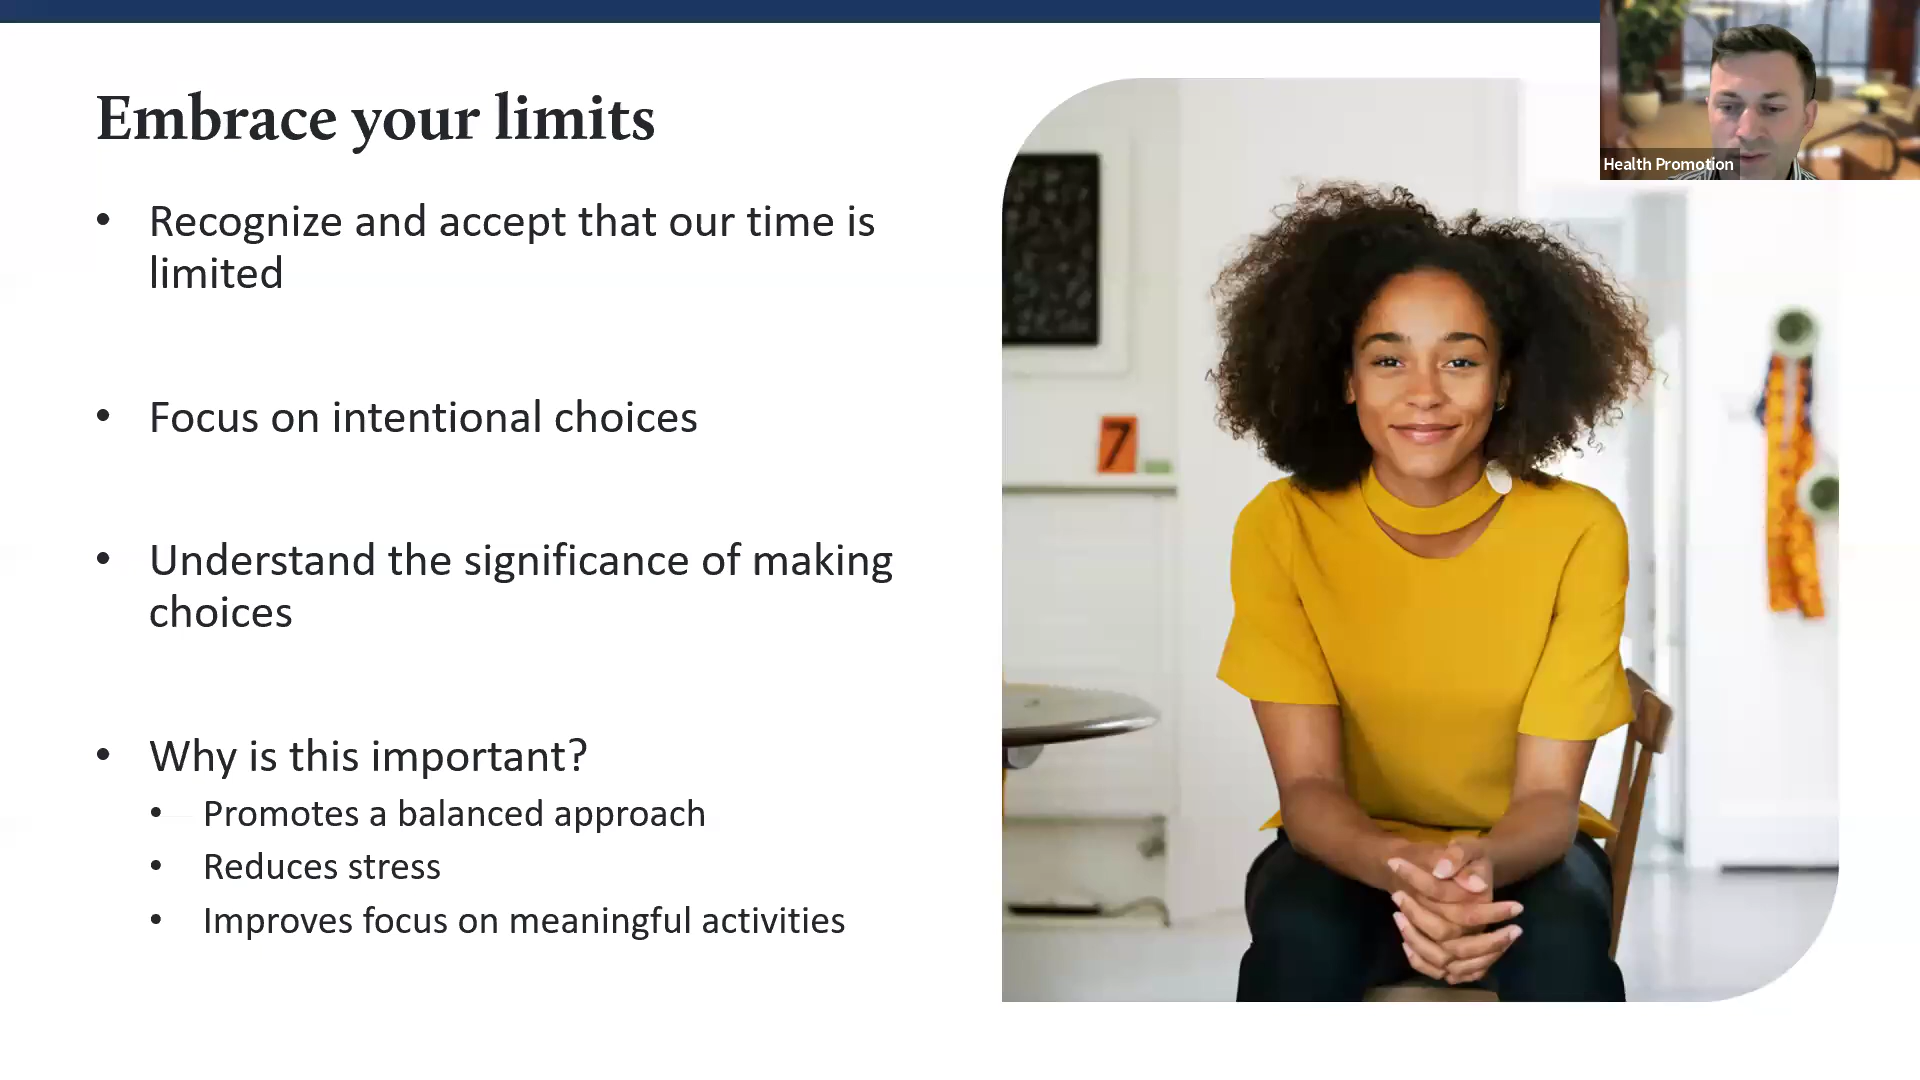 Embrace your limits
• Recognize and accept that our time is
limited
• Focus on intentional choices
• Understand the significance of making
choices
• Why is this important?
• Promotes a balanced approach
• Reduces stress
• Improves focus on meaningful activities
7
Health Promotion